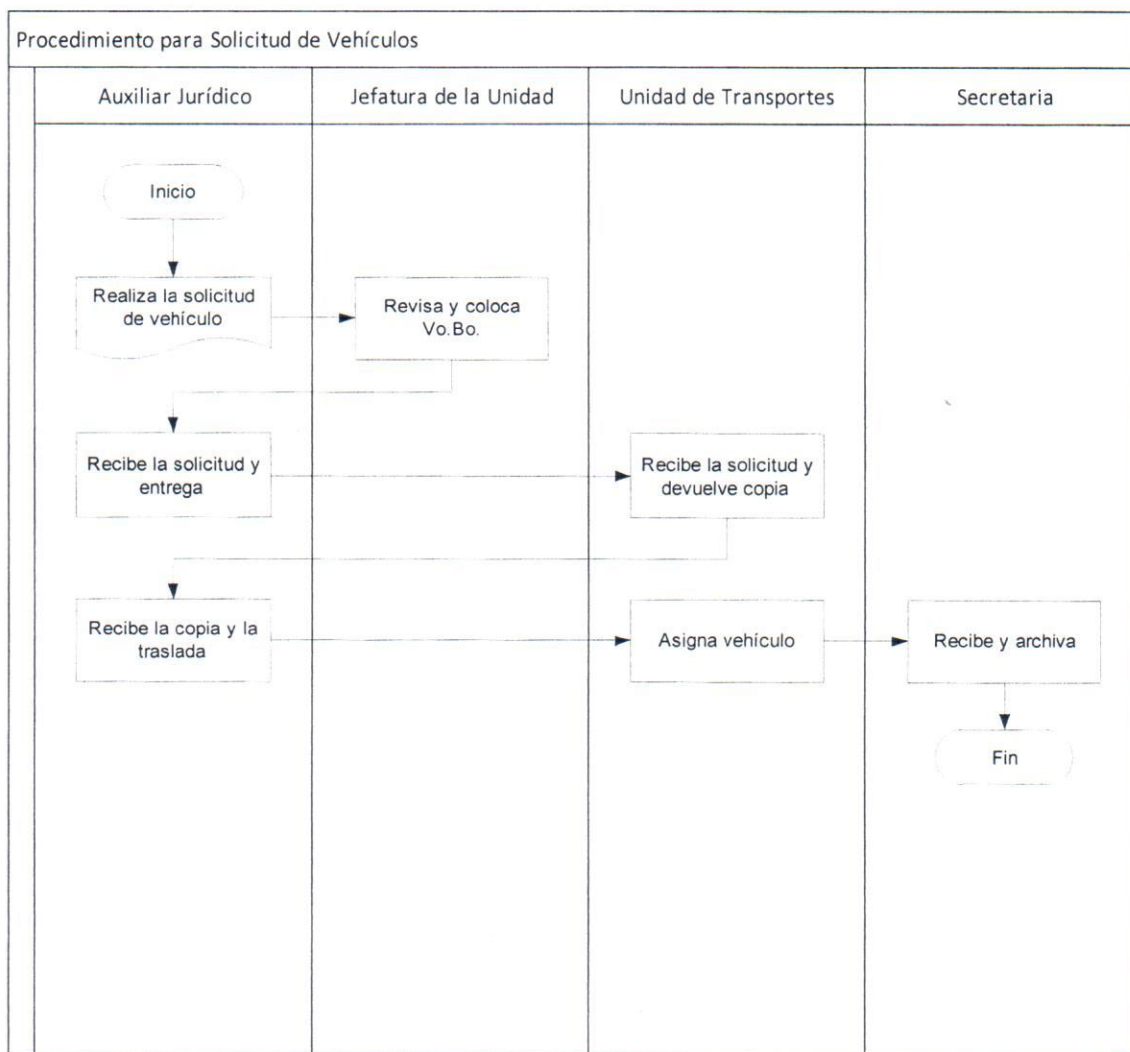 Procedimiento para Solicitud de Vehículos
Auxiliar Jurídico
Jefatura de la Unidad
Unidad de Transportes
Secretaria
Inicio
Realiza la solicitud
de vehículo
Revisa y coloca
Vo.Bo.
Recibe la solicitud y
entrega
Recibe la solicitud y
devuelve copia
Recibe la copia y la
traslada
Asigna vehículo
Recibe y archiva
Fin